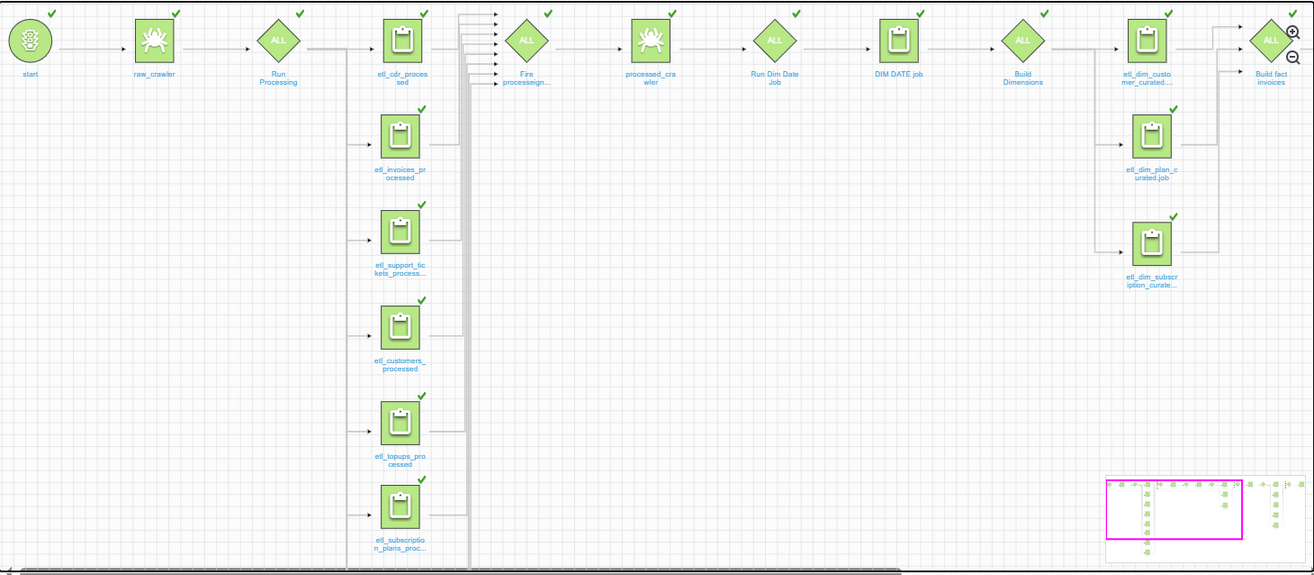 start
raw_crawler
ALL
Run
Processing
etl_cdr_proces
sed
ALL
Fire
processeign...
processed_cra
wler
ALL
Run Dim Date
Job
DIM DATE job
ALL
Build
Dimensions
etl_dim_custo
mer_curated....
ALL
Build fact
invoices
etl_invoices_pr
ocessed
etl_dim_plan_c
urated.job
etl_support_tic
kets_process...
etl_dim_subscr
iption_curate...
etl_customers_
processed
etl_topups_pro
cessed
etl_subscriptio
n_plans_proc...